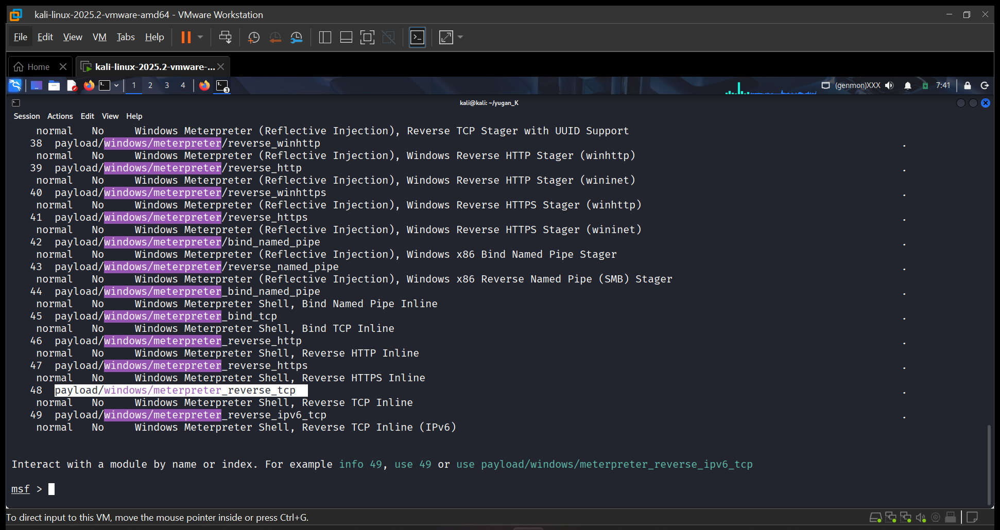 kali-linux-2025.2-vmware-amd64 - VMware Workstation
File Edit View VM Tabs Help
Home kali-linux-2025.2-vmware-...
1 2 3 4 3 (genmon)XXX 7:41
kali@kali: ~/yugan_K
Session Actions Edit View Help
normal No Windows Meterpreter (Reflective Injection), Reverse TCP Stager with UUID Support
38 payload/windows/meterpreter/reverse_winhttp .
normal No Windows Meterpreter (Reflective Injection), Windows Reverse HTTP Stager (winhttp)
39 payload/windows/meterpreter/reverse_http .
normal No Windows Meterpreter (Reflective Injection), Windows Reverse HTTP Stager (wininet)
40 payload/windows/meterpreter/reverse_winhttps .
normal No Windows Meterpreter (Reflective Injection), Windows Reverse HTTPS Stager (winhttp)
41 payload/windows/meterpreter/reverse_https .
normal No Windows Meterpreter (Reflective Injection), Windows Reverse HTTPS Stager (wininet)
42 payload/windows/meterpreter/bind_named_pipe .
normal No Windows Meterpreter (Reflective Injection), Windows x86 Bind Named Pipe Stager
43 payload/windows/meterpreter/reverse_named_pipe .
normal No Windows Meterpreter (Reflective Injection), Windows x86 Reverse Named Pipe (SMB) Stager
44 payload/windows/meterpreter_bind_named_pipe .
normal No Windows Meterpreter Shell, Bind Named Pipe Inline
45 payload/windows/meterpreter_bind_tcp .
normal No Windows Meterpreter Shell, Bind TCP Inline
46 payload/windows/meterpreter_reverse_http .
normal No Windows Meterpreter Shell, Reverse HTTP Inline
47 payload/windows/meterpreter_reverse_https .
normal No Windows Meterpreter Shell, Reverse HTTPS Inline
48 payload/windows/meterpreter_reverse_tcp .
normal No Windows Meterpreter Shell, Reverse TCP Inline
49 payload/windows/meterpreter_reverse_ipv6_tcp .
normal No Windows Meterpreter Shell, Reverse TCP Inline (IPv6)
Interact with a module by name or index. For example info 49, use 49 or use payload/windows/meterpreter_reverse_ipv6_tcp
msf >
To direct input to this VM, move the mouse pointer inside or press Ctrl+G.